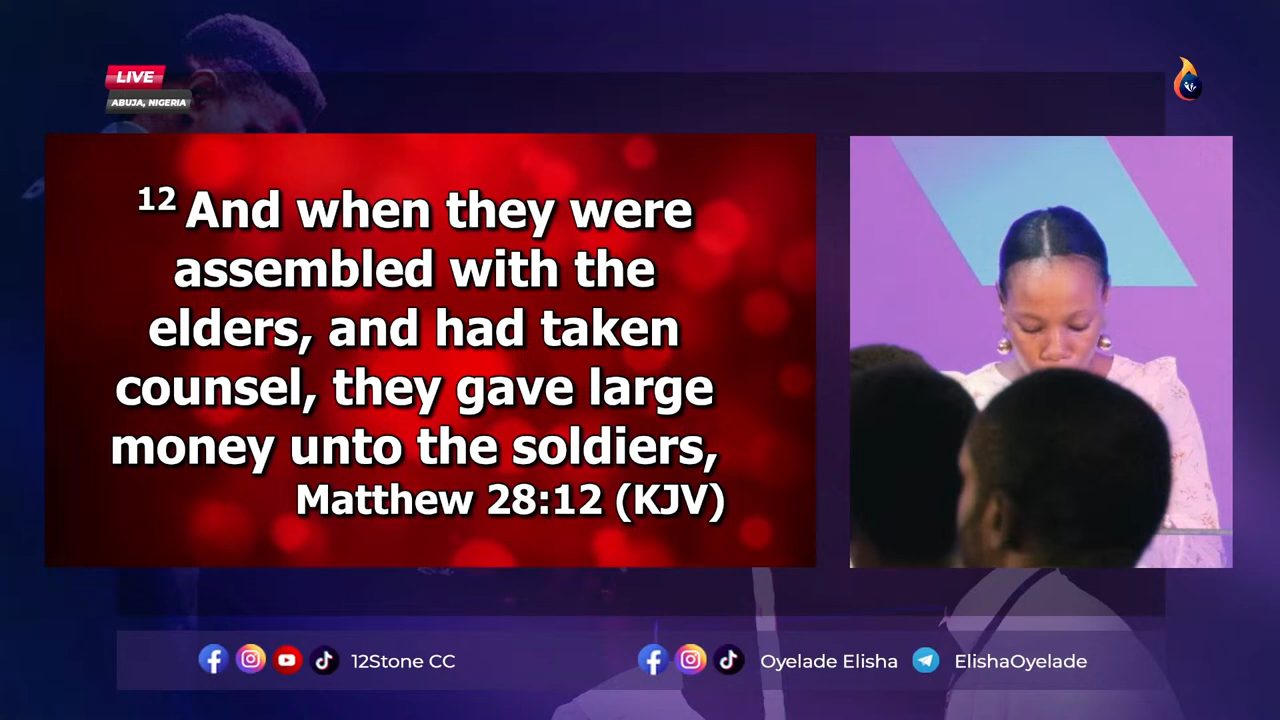 LIVE
ABUJA, NIGERIA
12 And when they were
assembled with the
elders, and had taken
counsel, they gave large
money unto the soldiers,
Matthew 28:12 (KJV)
12Stone CC
Oyelade Elisha
ElishaOyelade